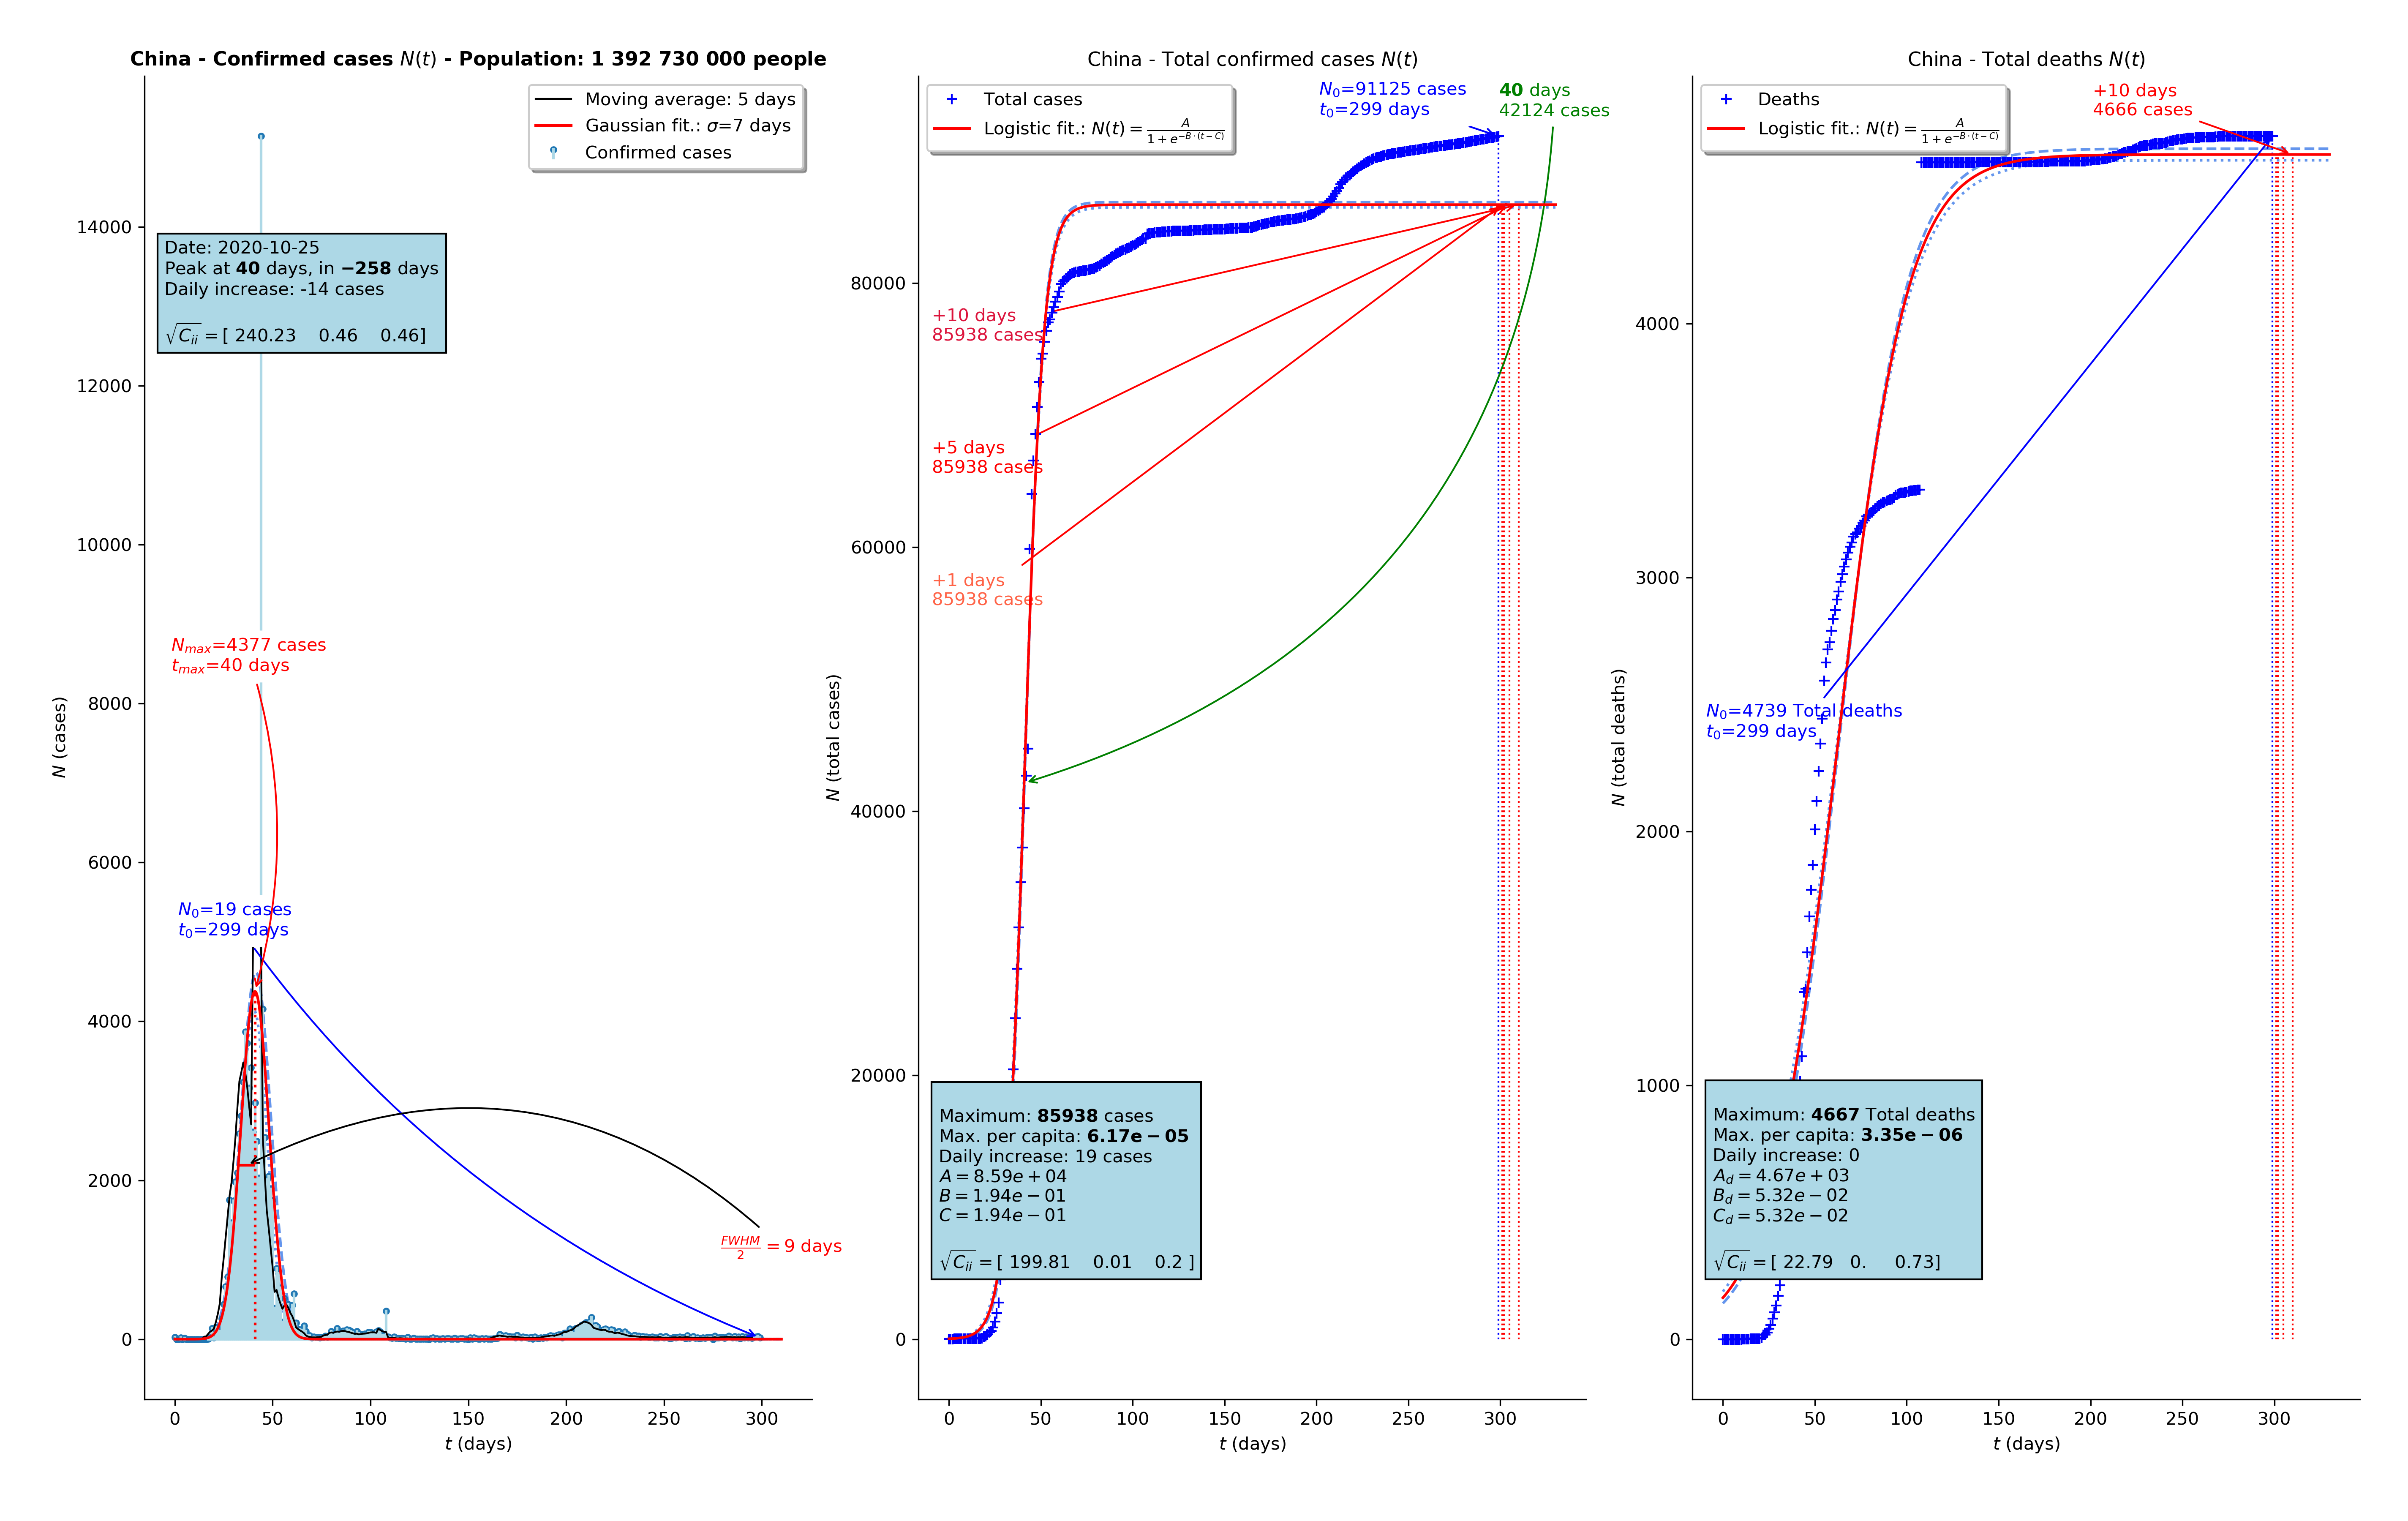 China - Confirmed cases N(t) - Population: 1 392 730 000 people
Moving average: 5 days
Gaussian fit.: σ=7 days
Confirmed cases
Date: 2020-10-25
Peak at 40 days, in −258 days
Daily increase: -14 cases
√C_ii = [ 240.23 0.46 0.46]
N_max=4377 cases
t_max=40 days
N_0=19 cases
t_0=299 days
FWHM/2 = 9 days
N (cases)
14000
12000
10000
8000
6000
4000
2000
0
0 50 100 150 200 250 300
t (days)
China - Total confirmed cases N(t)
Total cases
Logistic fit.: N(t) = A/(1+e^−B·(t−C))
N_0=91125 cases
t_0=299 days
40 days
42124 cases
+10 days
85938 cases
+5 days
85938 cases
+1 days
85938 cases
Maximum: 85938 cases
Max. per capita: 6.17e − 05
Daily increase: 19 cases
A = 8.59e + 04
B = 1.94e − 01
C = 1.94e − 01
√C_ii = [ 199.81 0.01 0.2 ]
N (total cases)
80000
60000
40000
20000
0
0 50 100 150 200 250 300
t (days)
China - Total deaths N(t)
Deaths
Logistic fit.: N(t) = A/(1+e^−B·(t−C))
+10 days
4666 cases
N_0=4739 Total deaths
t_0=299 days
Maximum: 4667 Total deaths
Max. per capita: 3.35e − 06
Daily increase: 0
A_d = 4.67e + 03
B_d = 5.32e − 02
C_d = 5.32e − 02
√C_ii = [ 22.79 0. 0.73]
N (total deaths)
4000
3000
2000
1000
0
0 50 100 150 200 250 300
t (days)